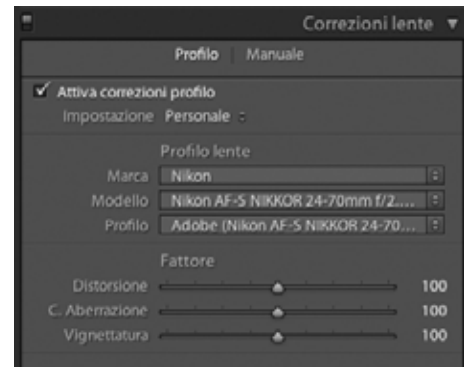 Correzioni lente
Profilo | Manuale
Attiva correzioni profilo
Impostazione Personale
Profilo lente
Marca Nikon
Modello Nikon AF-S NIKKOR 24-70mm f/2....
Profilo Adobe (Nikon AF-S NIKKOR 24-70...
Fattore
Distorsione 100
C. Aberrazione 100
Vignettatura 100